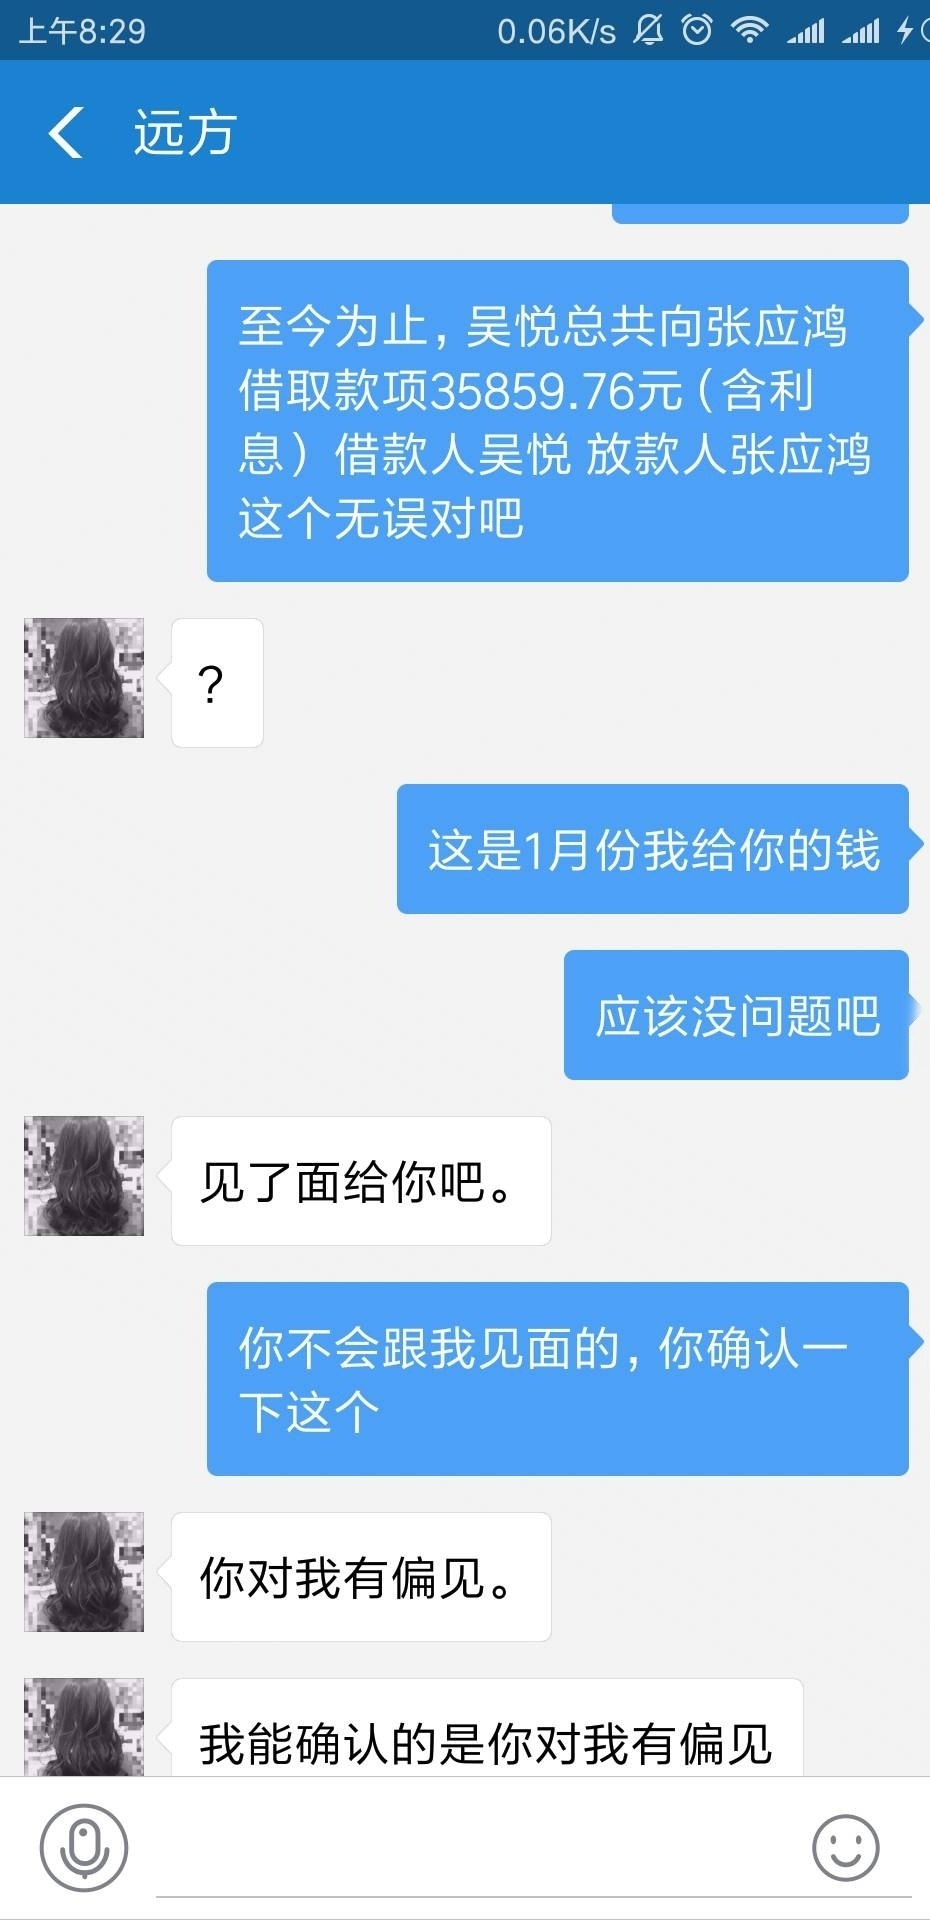 上午8:29 0.06K/s
远方
至今为止，吴悦总共向张应鸿
借取款项35859.76元（含利
息）借款人吴悦 放款人张应鸿
这个无误对吧
？
这是1月份我给你的钱
应该没问题吧
见了面给你吧。
你不会跟我见面的，你确认一
下这个
你对我有偏见。
我能确认的是你对我有偏见